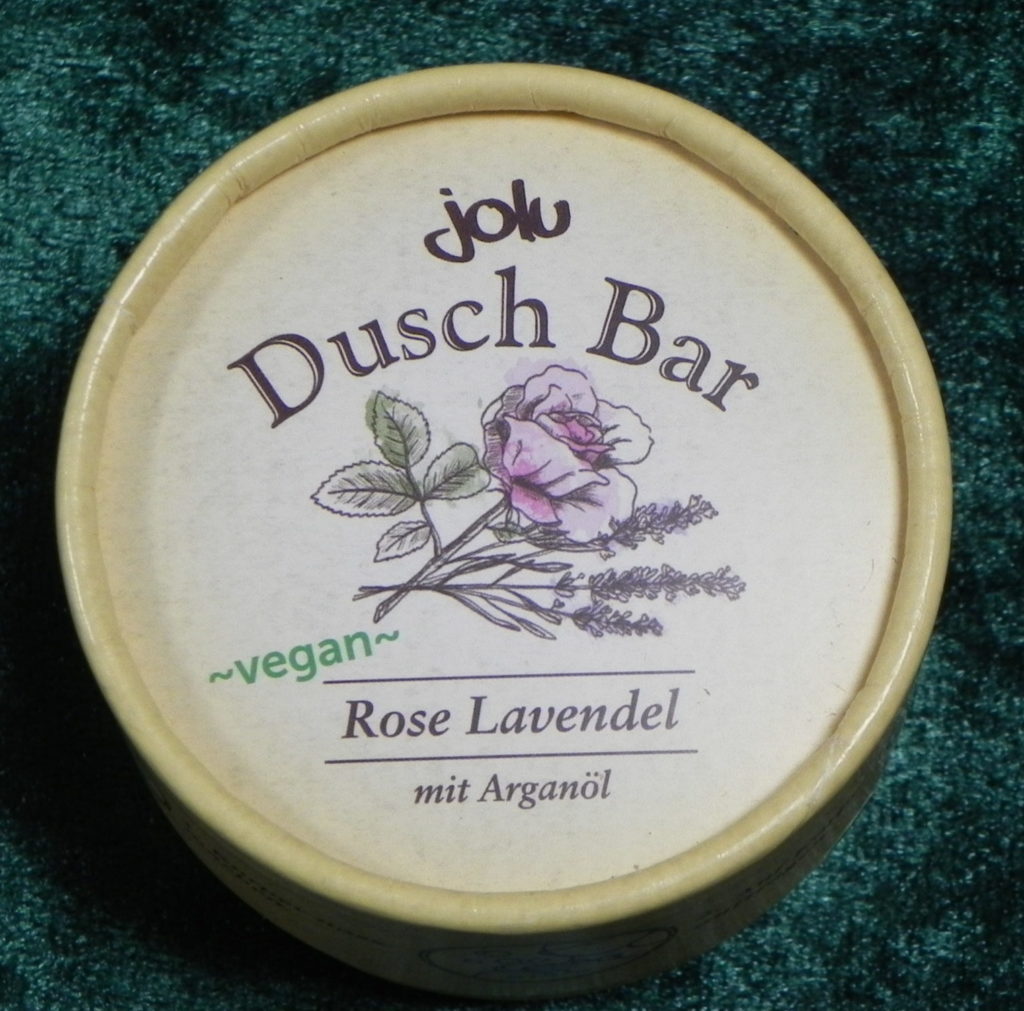 jolu
Dusch Bar
~vegan~
Rose Lavendel
mit Arganöl